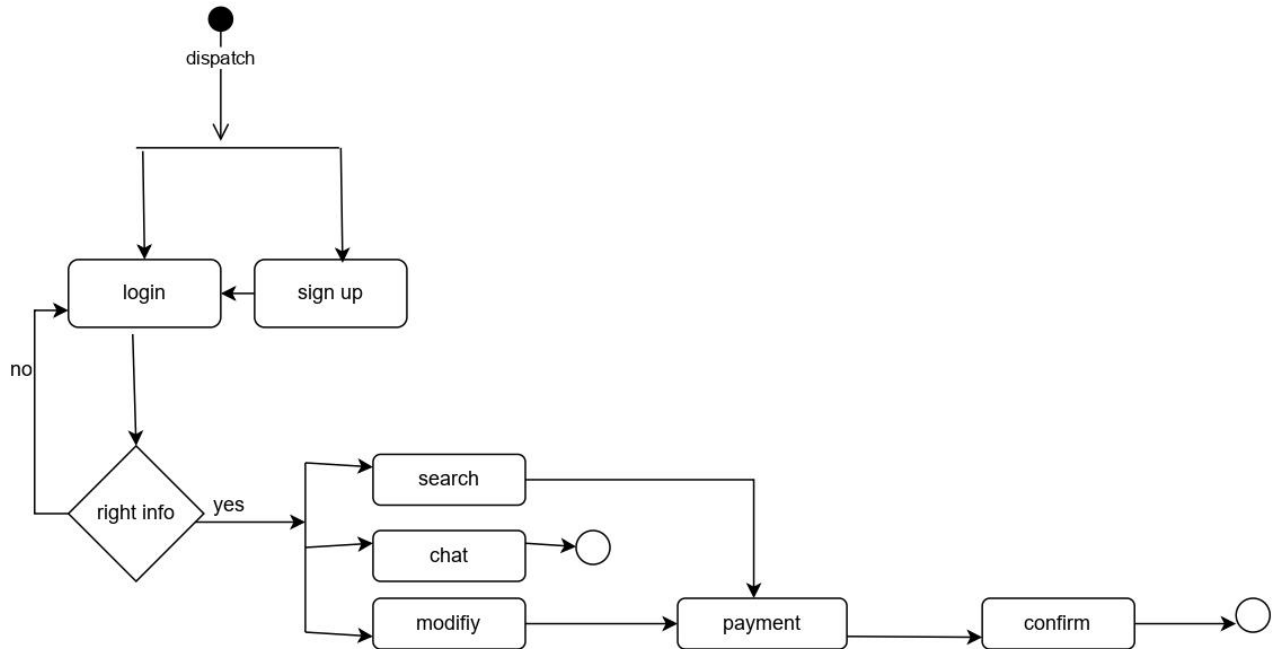 dispatch
login
sign up
no
right info
yes
search
chat
modifiy
payment
confirm